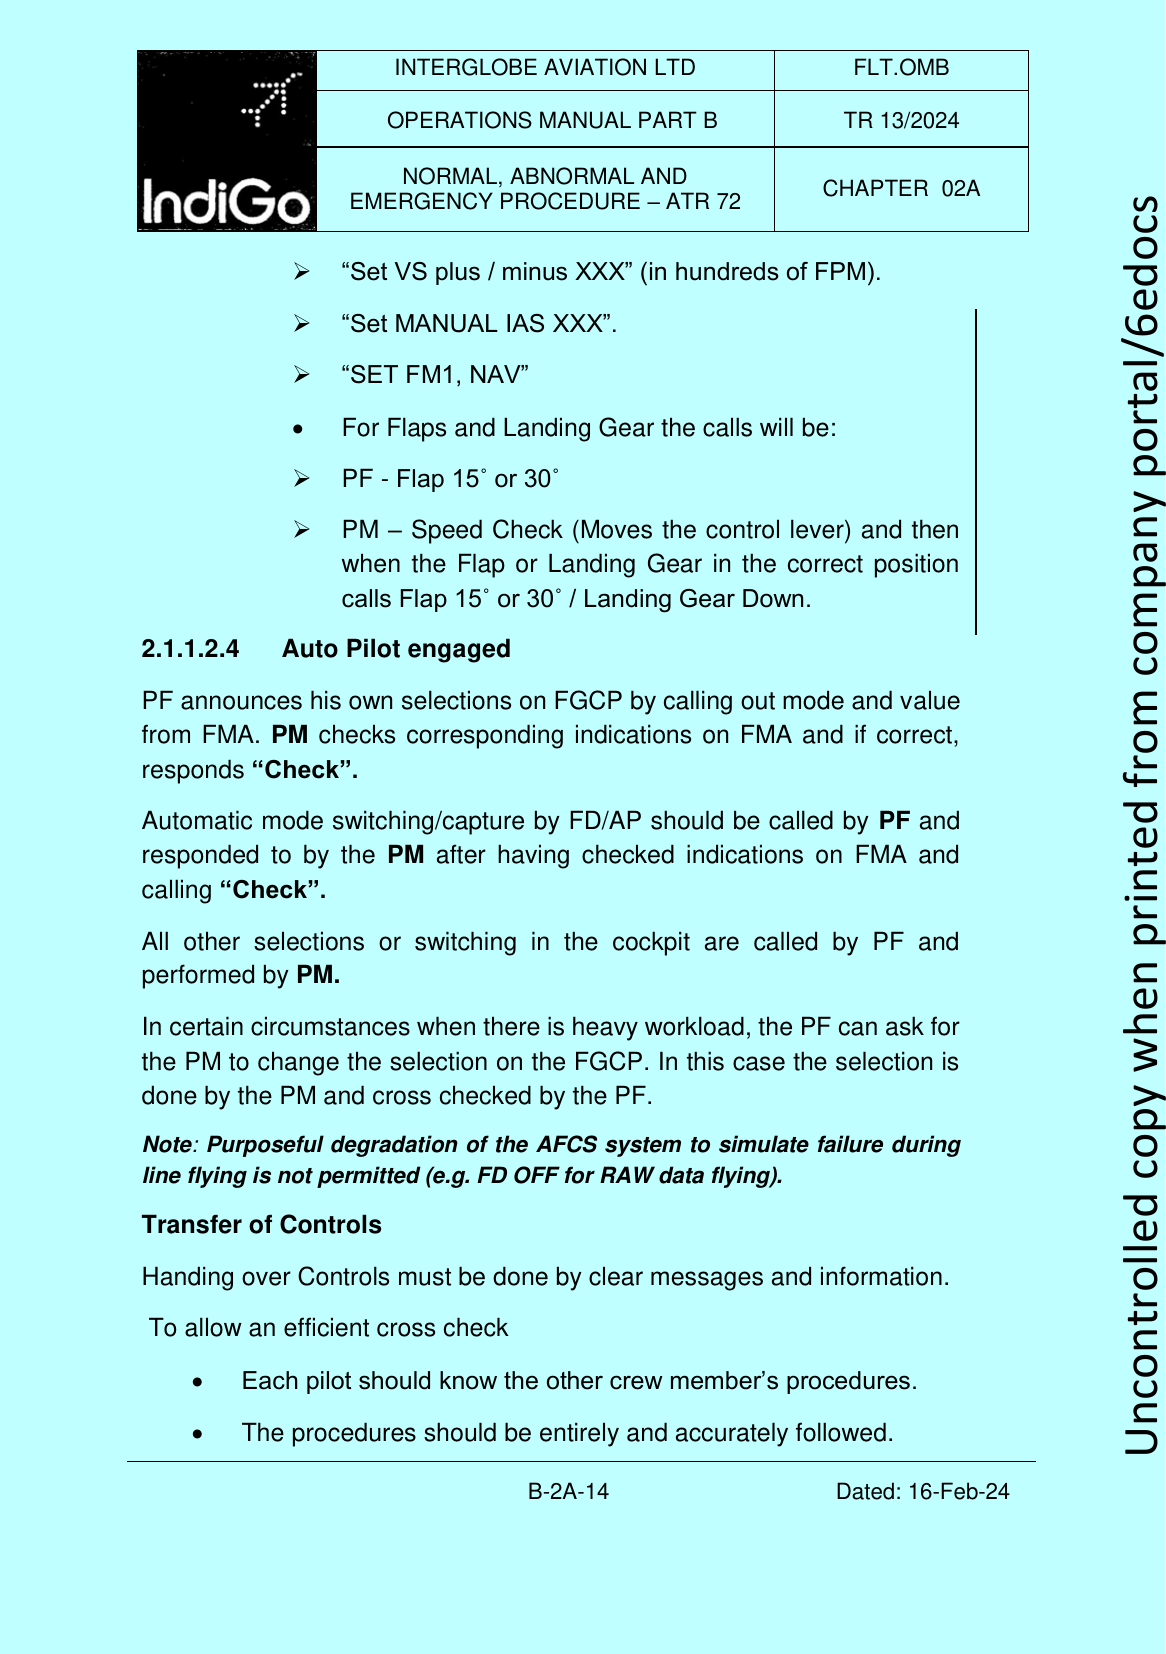 INTERGLOBE AVIATION LTD
FLT.OMB
OPERATIONS MANUAL PART B
TR 13/2024
IndiGo
NORMAL, ABNORMAL AND
EMERGENCY PROCEDURE – ATR 72
CHAPTER  02A
➢ “Set VS plus / minus XXX” (in hundreds of FPM).
➢ “Set MANUAL IAS XXX”.
➢ “SET FM1, NAV”
• For Flaps and Landing Gear the calls will be:
➢ PF - Flap 15˚ or 30˚
➢ PM – Speed Check (Moves the control lever) and then
when the Flap or Landing Gear in the correct position
calls Flap 15˚ or 30˚ / Landing Gear Down.
2.1.1.2.4 Auto Pilot engaged
PF announces his own selections on FGCP by calling out mode and value
from FMA. PM checks corresponding indications on FMA and if correct,
responds “Check”.
Automatic mode switching/capture by FD/AP should be called by PF and
responded to by the PM after having checked indications on FMA and
calling “Check”.
All other selections or switching in the cockpit are called by PF and
performed by PM.
In certain circumstances when there is heavy workload, the PF can ask for
the PM to change the selection on the FGCP. In this case the selection is
done by the PM and cross checked by the PF.
Note: Purposeful degradation of the AFCS system to simulate failure during
line flying is not permitted (e.g. FD OFF for RAW data flying).
Transfer of Controls
Handing over Controls must be done by clear messages and information.
To allow an efficient cross check
• Each pilot should know the other crew member’s procedures.
• The procedures should be entirely and accurately followed.
B-2A-14
Dated: 16-Feb-24
Uncontrolled copy when printed from company portal/6edocs